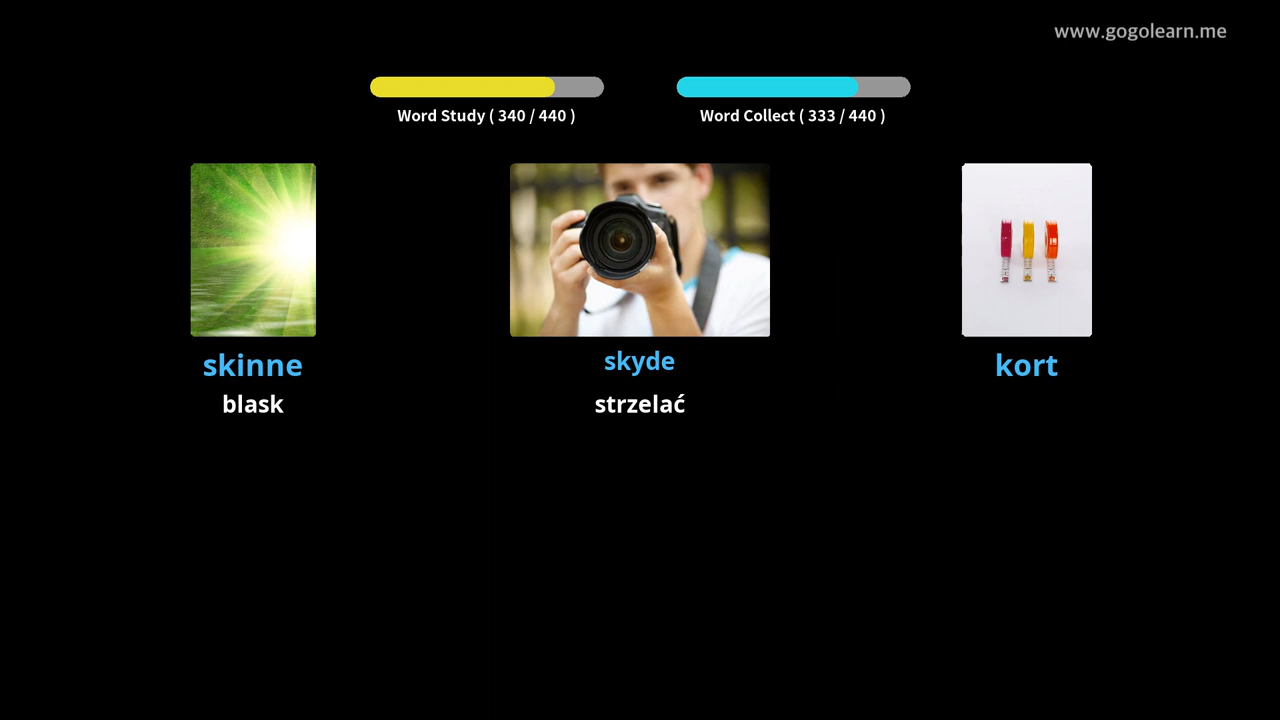 www.gogolearn.me
Word Study ( 340 / 440 )
Word Collect ( 333 / 440 )
skinne
skyde
kort
blask
strzelać